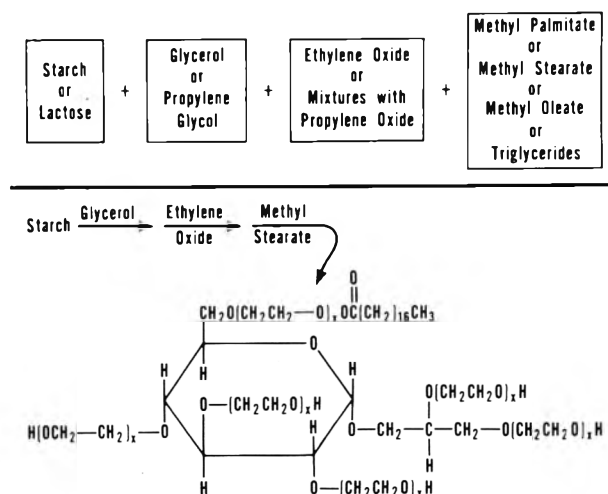 Starch
or
Lactose
+
Glycerol
or
Propylene
Glycol
+
Ethylene Oxide
or
Mixtures with
Propylene Oxide
+
Methyl Palmitate
or
Methyl Stearate
or
Methyl Oleate
or
Triglycerides
Starch Glycerol Ethylene Oxide Methyl Stearate
O
CH₂O(CH₂CH₂—O)ₓOC(CH₂)₁₆CH₃
O
H H H O(CH₂CH₂O)ₓH
O—(CH₂CH₂O)ₓH
H(OCH₂—CH₂)ₓ—O H H O—CH₂—C—CH₂—O(CH₂CH₂O)ₓH
H
H O—(CH₂CH₂O)ₓH